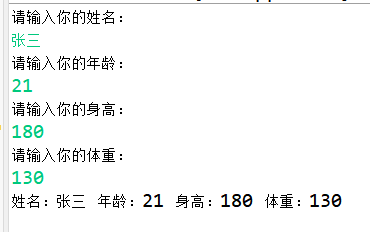 请输入你的姓名：
张三
请输入你的年龄：
21
请输入你的身高：
180
请输入你的体重：
130
姓名：张三 年龄：21 身高：180 体重：130